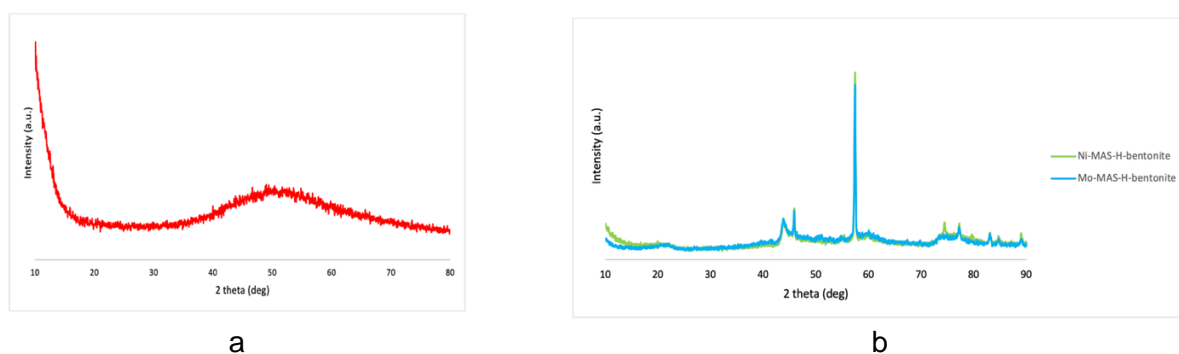 Intensity (a.u.)
10 20 30 40 50 60 70 80
2 theta (deg)
a
Intensity (a.u.)
Ni-MAS-H-bentonite
Mo-MAS-H-bentonite
10 20 30 40 50 60 70 80 90
2 theta (deg)
b